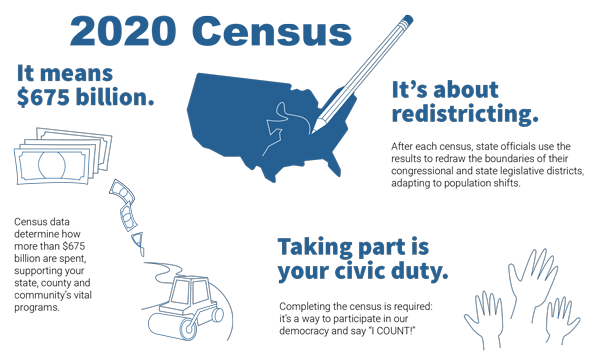 2020 Census
It means
$675 billion.
Census data
determine how
more than $675
billion are spent,
supporting your
state, county and
community's vital
programs.
It's about
redistricting.
After each census, state officials use the
results to redraw the boundaries of their
congressional and state legislative districts,
adapting to population shifts.
Taking part is
your civic duty.
Completing the census is required:
it's a way to participate in our
democracy and say “I COUNT!”